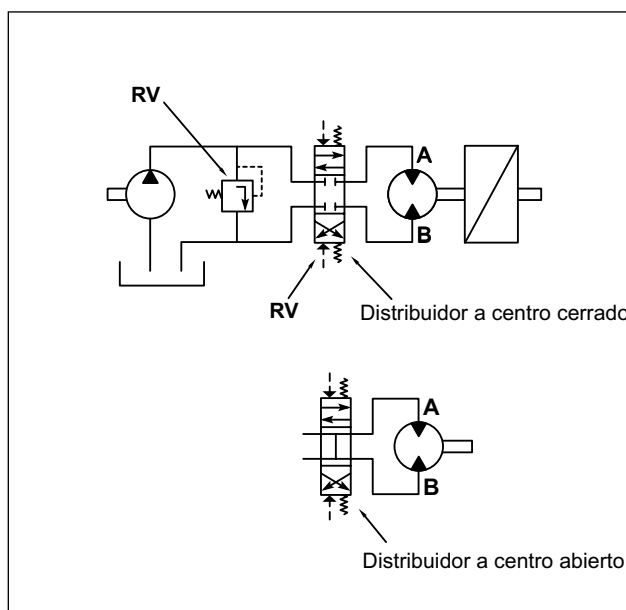 RV
A
B
RV
Distribuidor a centro cerrado
A
B
Distribuidor a centro abierto